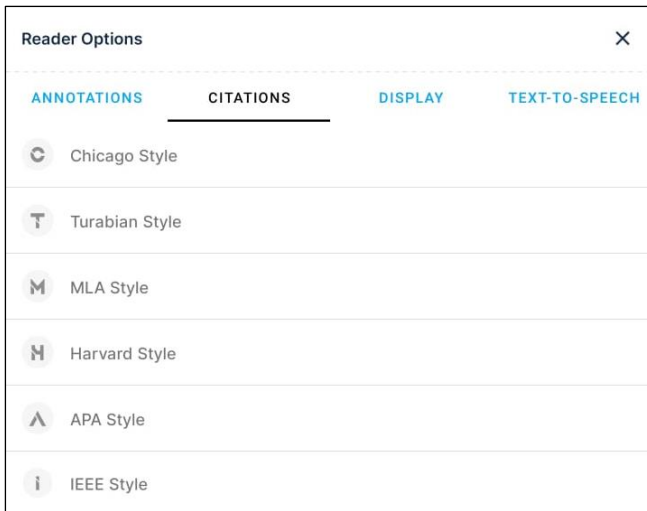 Reader Options
ANNOTATIONS CITATIONS DISPLAY TEXT-TO-SPEECH
Chicago Style
T Turabian Style
M MLA Style
H Harvard Style
APA Style
i IEEE Style